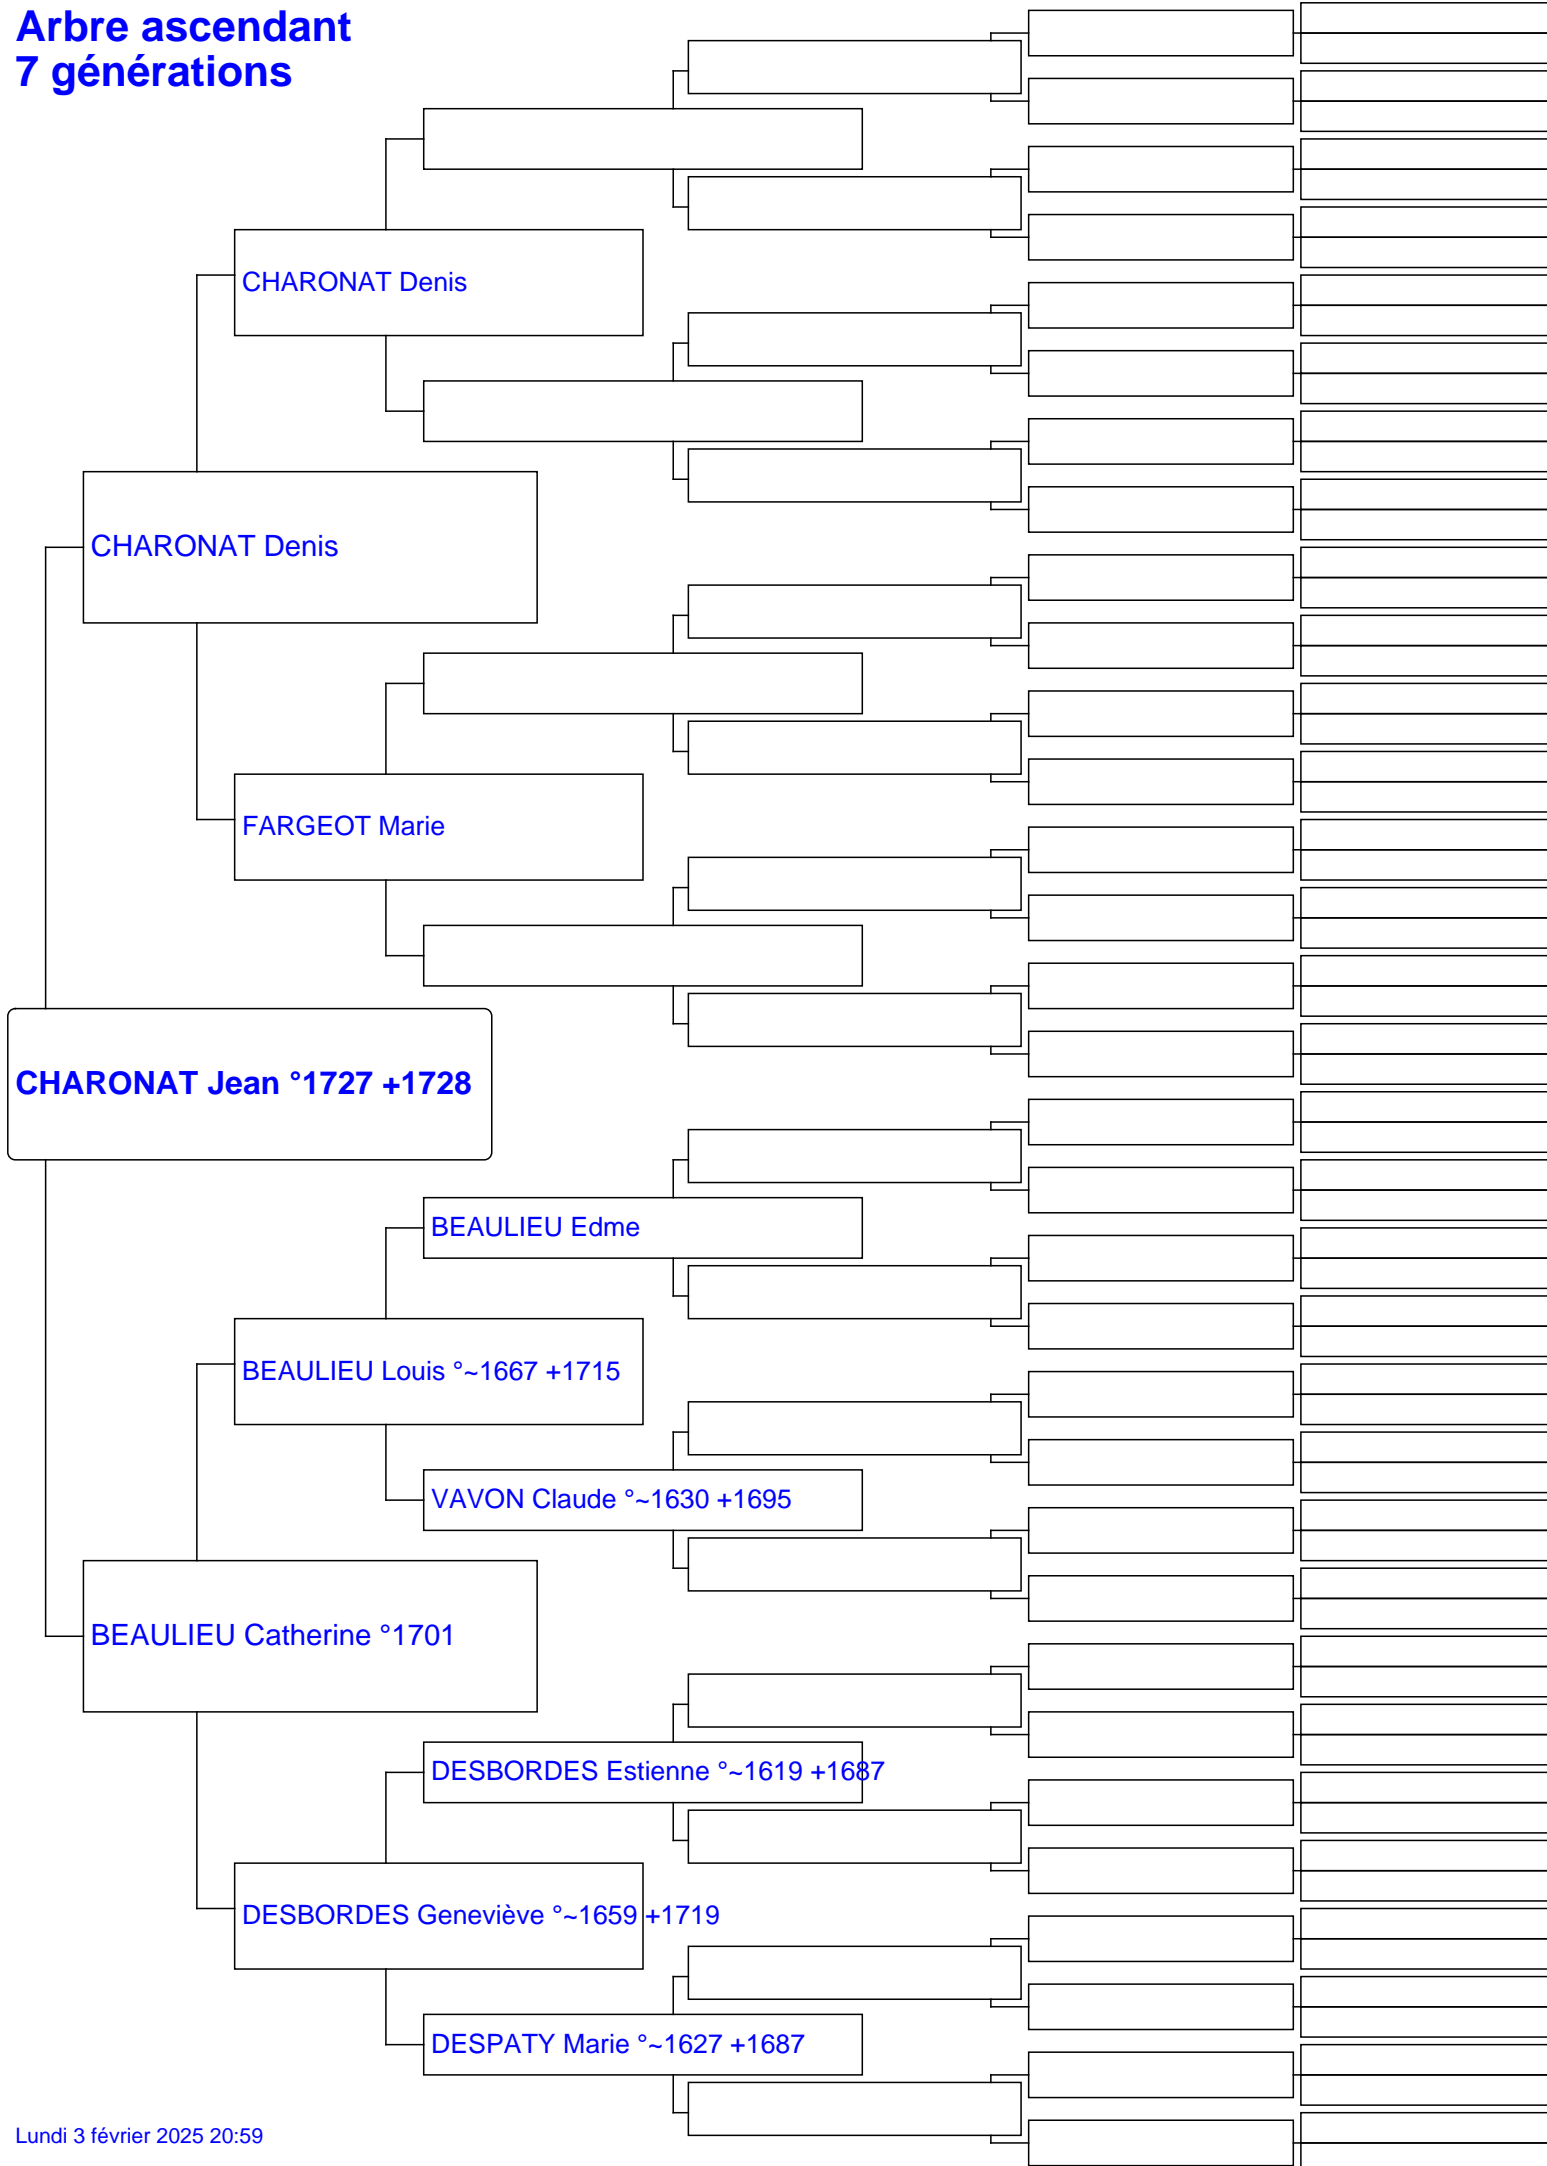 Arbre ascendant
7 générations
CHARONAT Denis
CHARONAT Denis
FARGEOT Marie
CHARONAT Jean °1727 +1728
BEAULIEU Edme
BEAULIEU Louis °~1667 +1715
VAVON Claude °~1630 +1695
BEAULIEU Catherine °1701
DESBORDES Estienne °~1619 +1687
DESBORDES Geneviève °~1659 +1719
DESPATY Marie °~1627 +1687
Lundi 3 février 2025 20:59